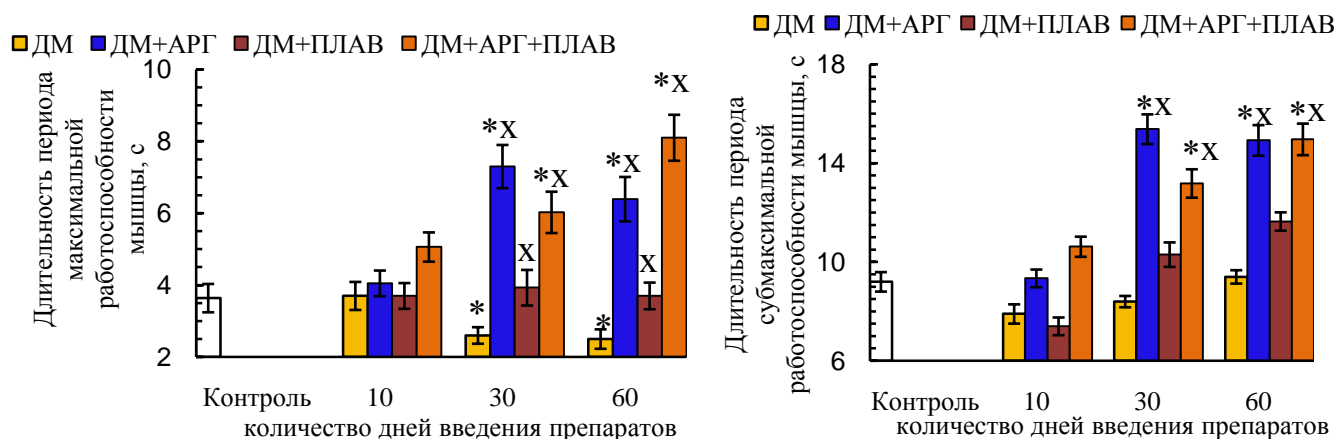 ДМ ДМ+АРГ ДМ+ПЛАВ ДМ+АРГ+ПЛАВ
Длительность периода
максимальной
работоспособности
мышцы, с
10
8
6
4
2
*х
*х
*х
*х
х
х
*
*
Контроль 10 30 60
количество дней введения препаратов
ДМ ДМ+АРГ ДМ+ПЛАВ ДМ+АРГ+ПЛАВ
Длительность периода
субмаксимальной
работоспособности мышцы, с
18
14
10
6
*х
*х
*х
*х
Контроль 10 30 60
количество дней введения препаратов